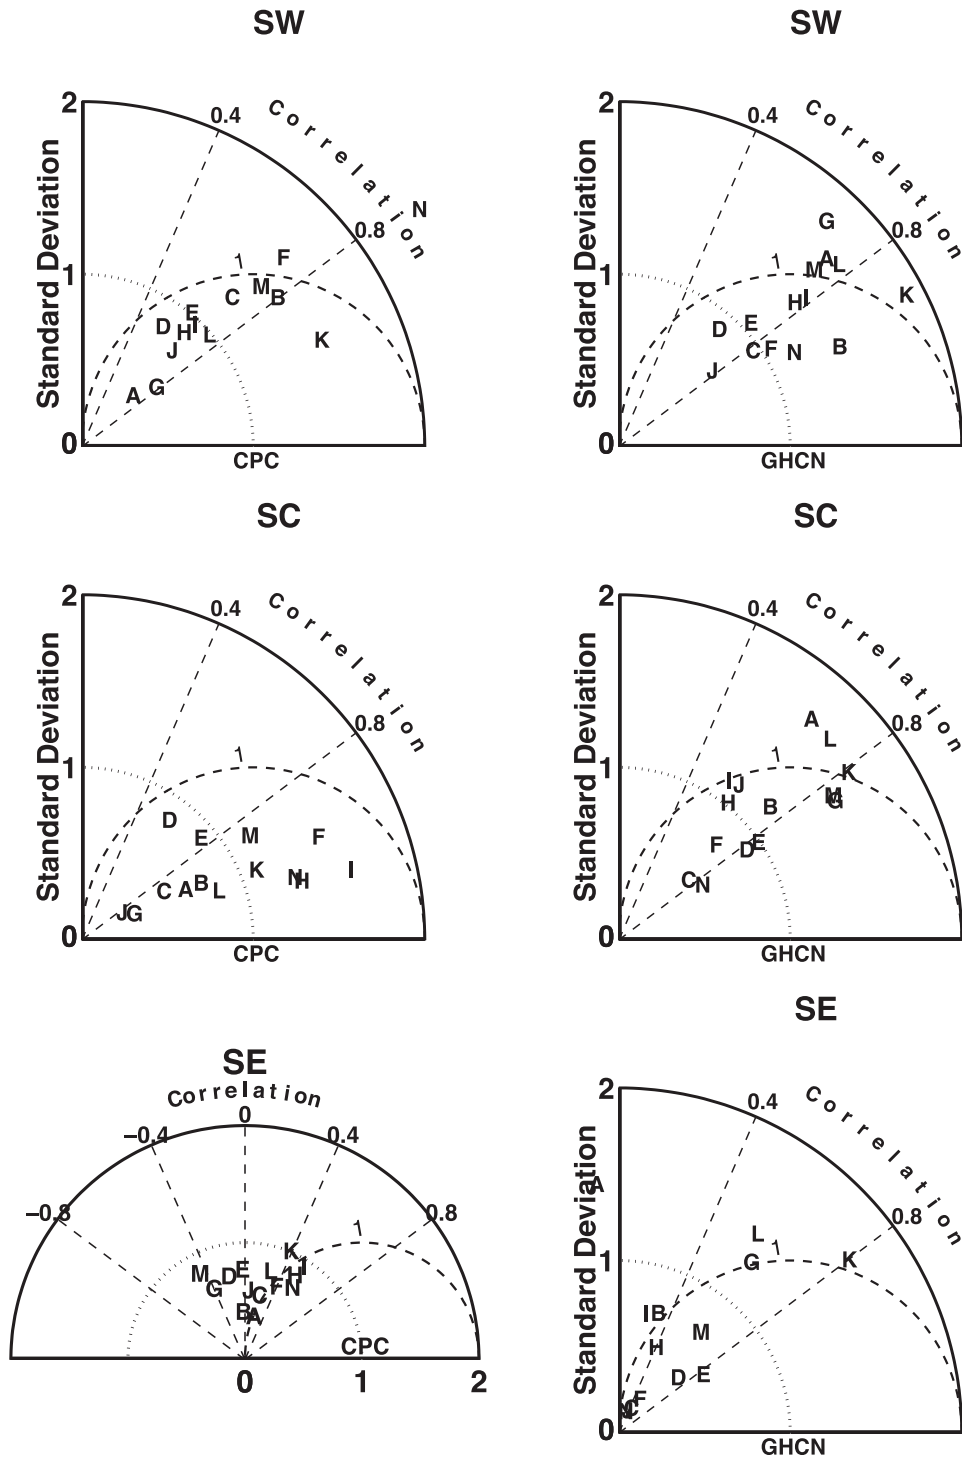 SW
2
0.4
Correlation
N
0.8
Standard Deviation
1
1
F
M
C
B
E
D
H
I
L
K
J
G
A
0
CPC
SW
2
0.4
Correlation
G
0.8
Standard Deviation
1
1
A
L
M
K
H
I
E
D
B
C
F
N
J
0
GHCN
SC
2
0.4
Correlation
0.8
Standard Deviation
1
1
D
E
M
F
K
I
N
H
B
C
A
L
J
G
0
CPC
SC
2
0.4
Correlation
A
0.8
L
Standard Deviation
1
1
K
I
J
M
G
H
B
F
E
D
C
N
0
GHCN
SE
Correlation
0
–0.4
0.4
–0.8
0.8
1
K
M
D
E
L
H
I
G
J
C
F
N
B
A
CPC
0
1
2
SE
2
0.4
Correlation
A
0.8
Standard Deviation
L
1
1
G
K
I
B
M
H
D
E
F
C
0
GHCN